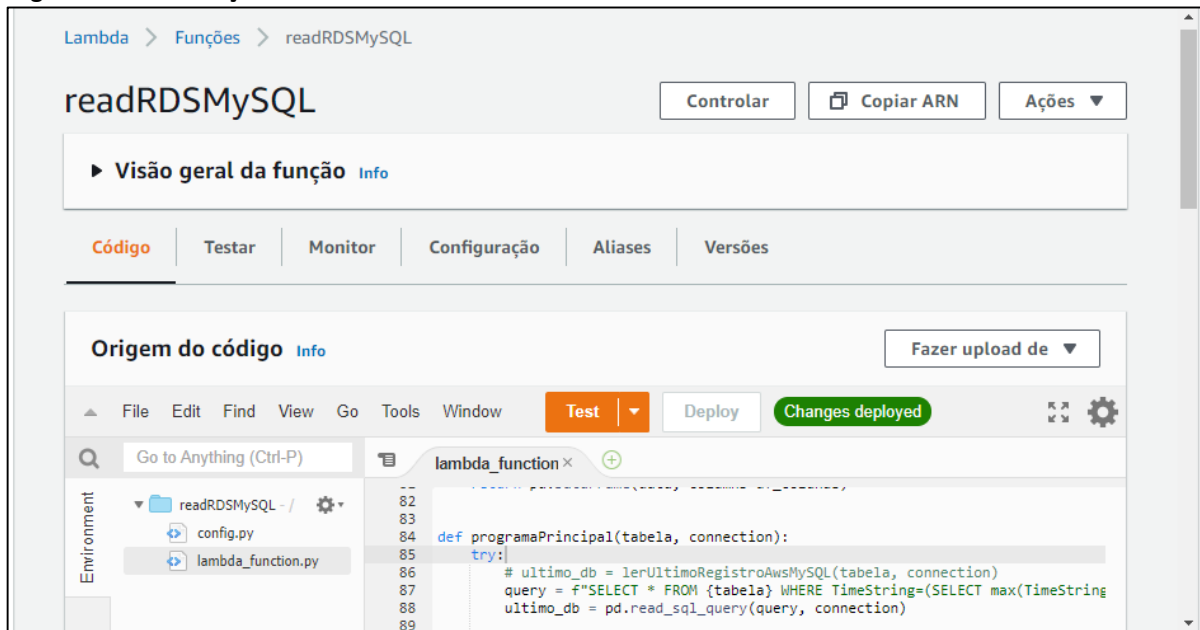 Lambda > Funções > readRDSMySQL
readRDSMySQL
Controlar
Copiar ARN
Ações
Visão geral da função Info
Código Testar Monitor Configuração Aliases Versões
Origem do código Info
Fazer upload de
File Edit Find View Go Tools Window Test Deploy Changes deployed
Go to Anything (Ctrl-P)
lambda_function
Environment
readRDSMySQL - /
config.py
lambda_function.py
82
83
84 def programaPrincipal(tabela, connection):
85 try:
86 # ultimo_db = lerUltimoRegistroAwsMySQL(tabela, connection)
87 query = f"SELECT * FROM {tabela} WHERE TimeString=(SELECT max(TimeString
88 ultimo_db = pd.read_sql_query(query, connection)
89